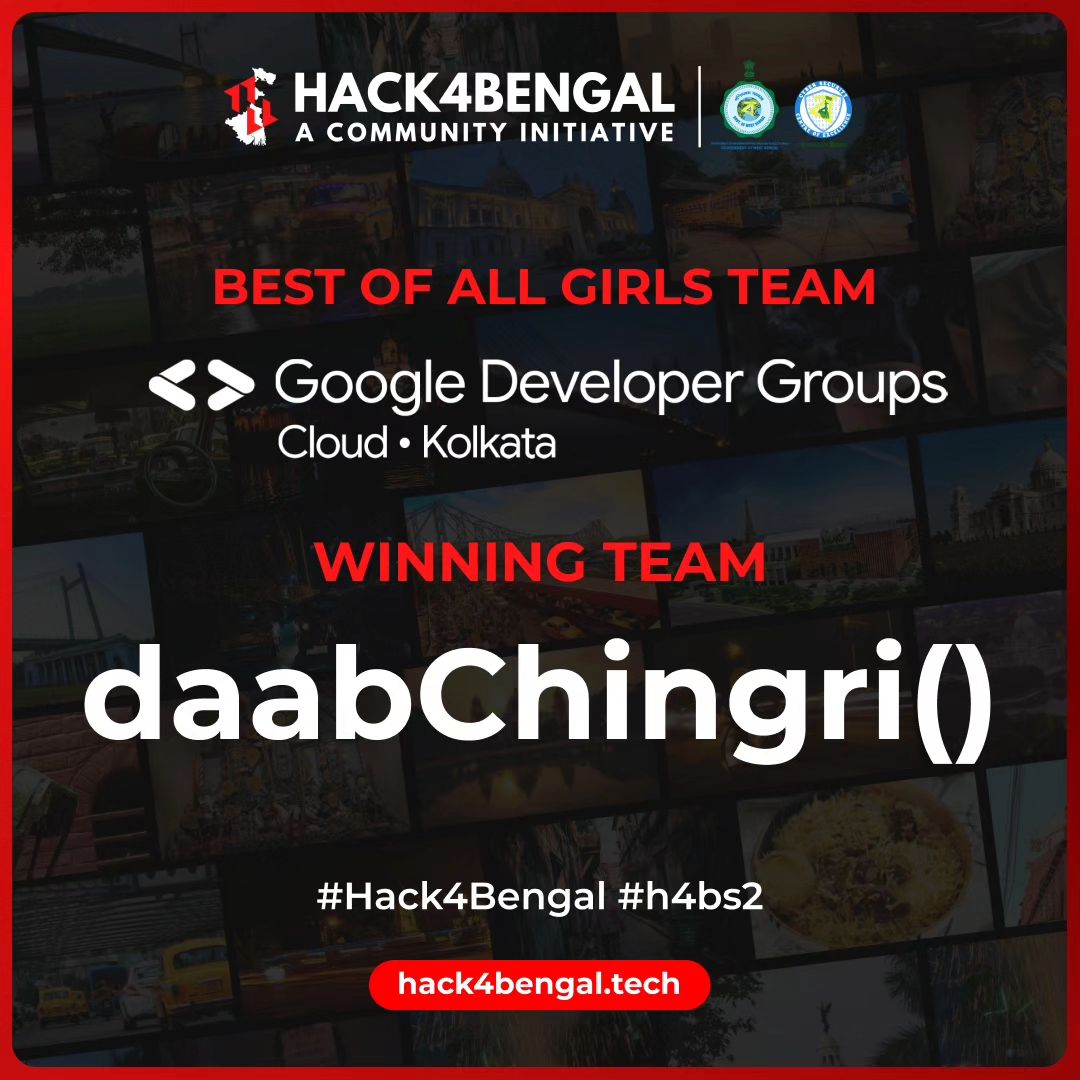 HACK4BENGAL
A COMMUNITY INITIATIVE
BEST OF ALL GIRLS TEAM
Google Developer Groups
Cloud • Kolkata
WINNING TEAM
daabChingri()
#Hack4Bengal #h4bs2
hack4bengal.tech